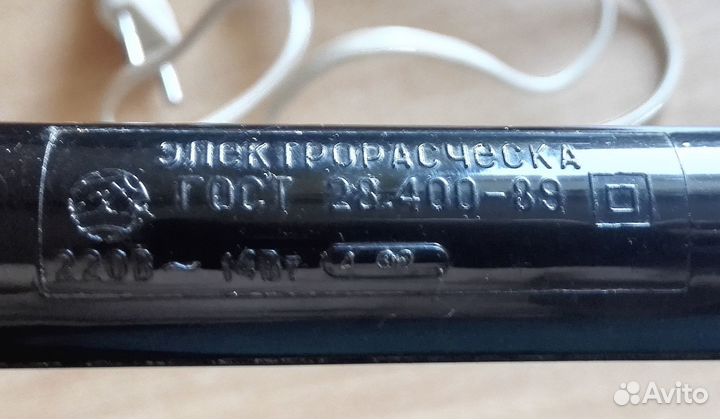 ЭЛЕКТРОРАСЧЕСКА
ГОСТ 28.400-89
220В ~ 14Вт
Avito